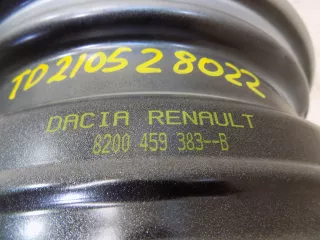 TD210528022
DACIA RENAULT
8200 459 383--B